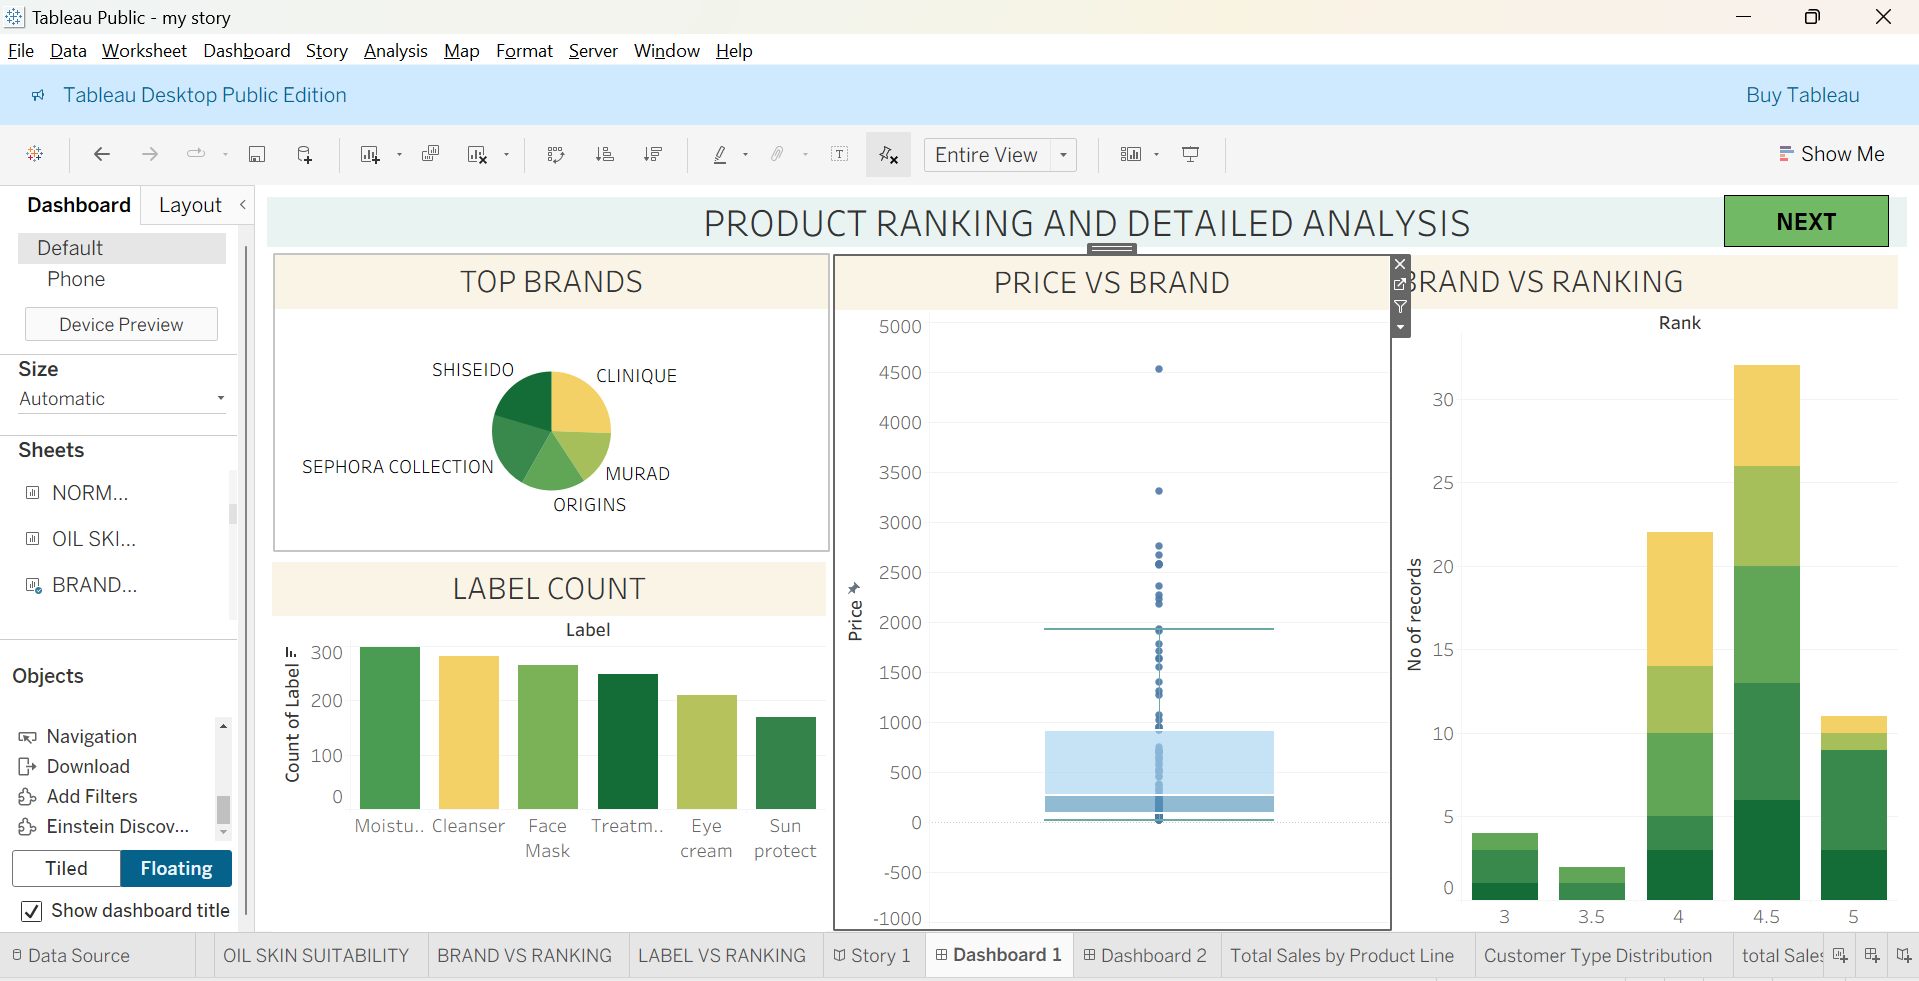 Tableau Public - my story
File Data Worksheet Dashboard Story Analysis Map Format Server Window Help
Tableau Desktop Public Edition
Buy Tableau
Entire View
Show Me
Dashboard Layout
Default
Phone
Device Preview
Size
Automatic
Sheets
NORM...
OIL SKI...
BRAND...
Objects
Navigation
Download
Add Filters
Einstein Discov...
Tiled Floating
Show dashboard title
PRODUCT RANKING AND DETAILED ANALYSIS
NEXT
TOP BRANDS
SHISEIDO
CLINIQUE
SEPHORA COLLECTION
MURAD
ORIGINS
LABEL COUNT
Label
Count of Label
300
200
100
0
Moistu.. Cleanser Face Mask Treatm.. Eye cream Sun protect
PRICE VS BRAND
Price
5000
4500
4000
3500
3000
2500
2000
1500
1000
500
0
-500
-1000
BRAND VS RANKING
Rank
No of records
30
25
20
15
10
5
0
3 3.5 4 4.5 5
Data Source OIL SKIN SUITABILITY BRAND VS RANKING LABEL VS RANKING Story 1 Dashboard 1 Dashboard 2 Total Sales by Product Line Customer Type Distribution total Sales